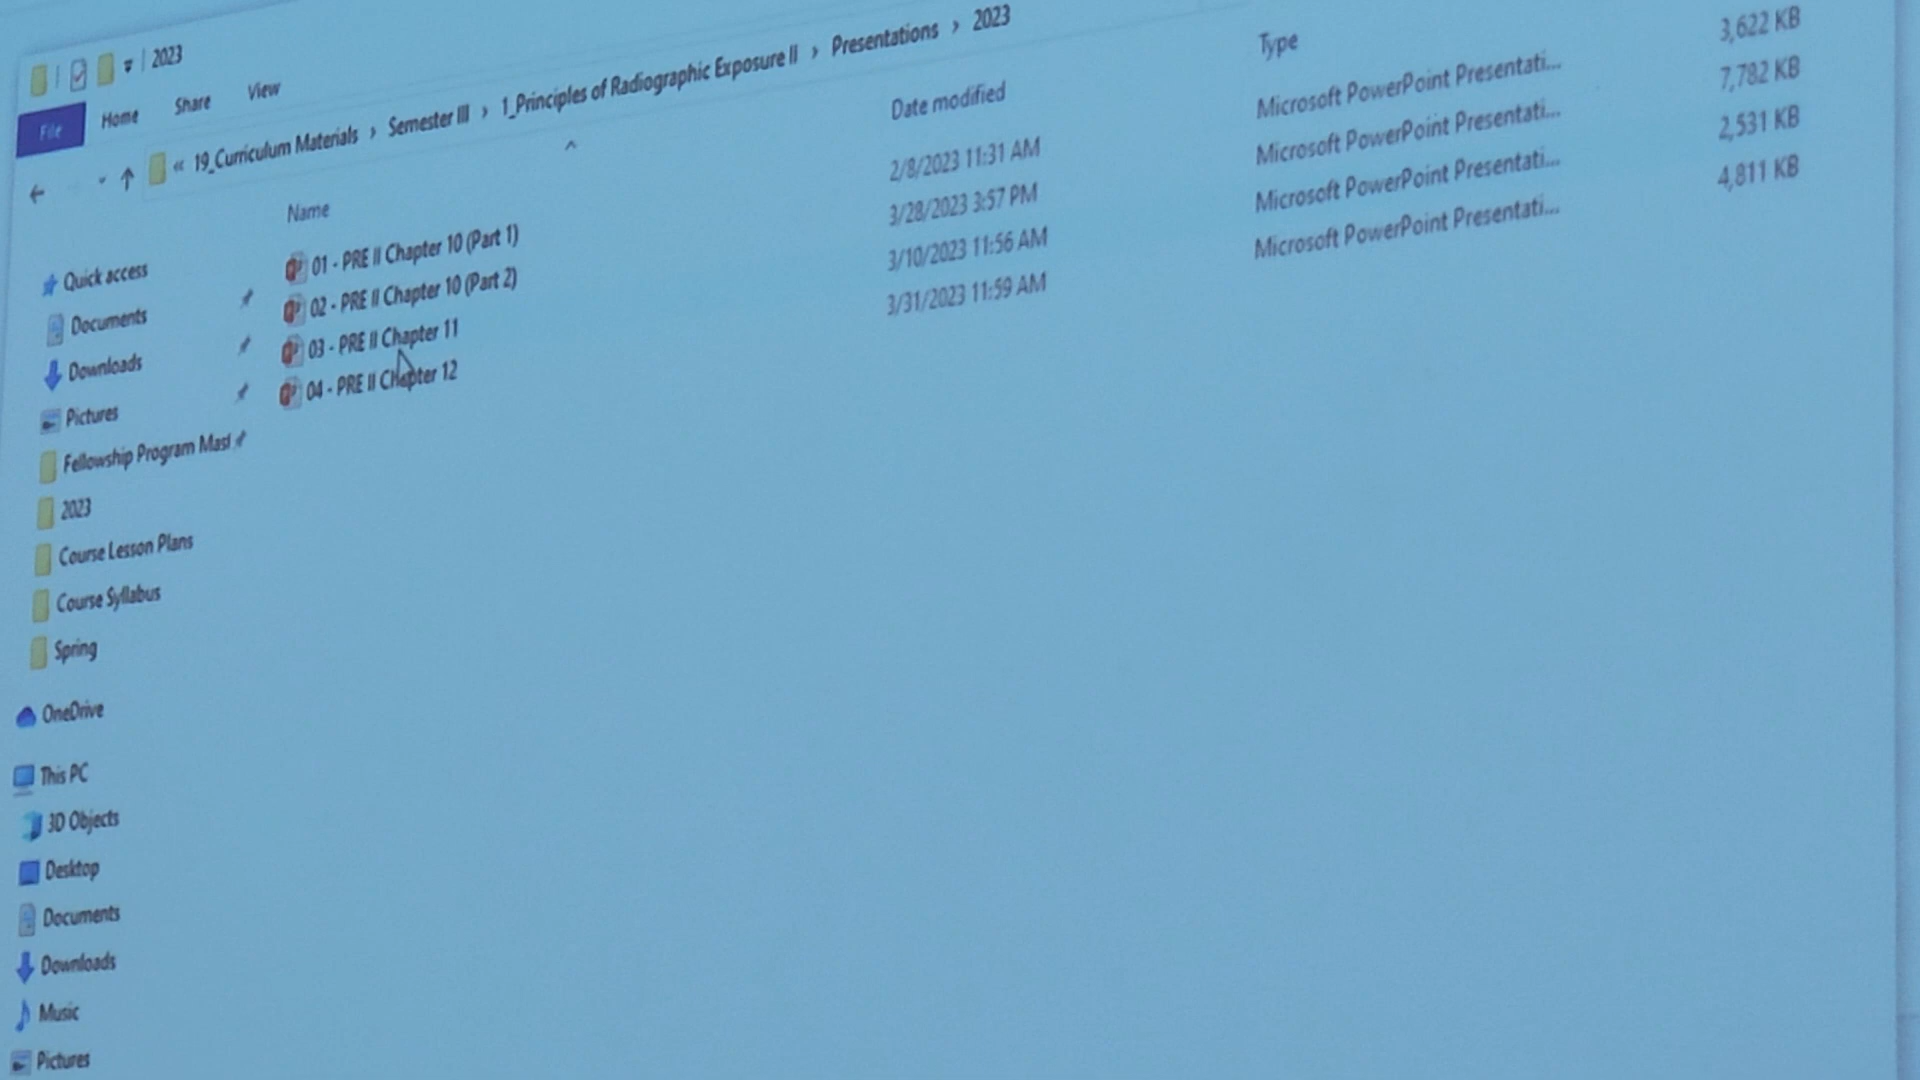 2023
File Home Share View
« 19_Curriculum Materials › Semester III › 1_Principles of Radiographic Exposure II › Presentations › 2023
Name Date modified Type
01 - PRE II Chapter 10 (Part 1) 2/8/2023 11:31 AM Microsoft PowerPoint Presentati... 3,622 KB
02 - PRE II Chapter 10 (Part 2) 3/28/2023 3:57 PM Microsoft PowerPoint Presentati... 7,782 KB
03 - PRE II Chapter 11 3/10/2023 11:56 AM Microsoft PowerPoint Presentati... 2,531 KB
04 - PRE II Chapter 12 3/31/2023 11:59 AM Microsoft PowerPoint Presentati... 4,811 KB
Quick access
Documents
Downloads
Pictures
Fellowship Program Mast
2023
Course Lesson Plans
Course Syllabus
Spring
OneDrive
This PC
3D Objects
Desktop
Documents
Downloads
Music
Pictures